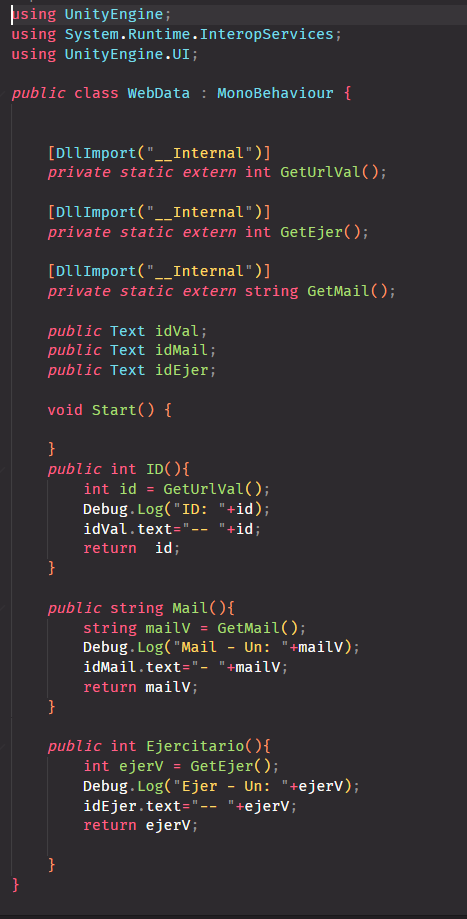 using UnityEngine;
using System.Runtime.InteropServices;
using UnityEngine.UI;
public class WebData : MonoBehaviour {
[DllImport("__Internal")]
private static extern int GetUrlVal();
[DllImport("__Internal")]
private static extern int GetEjer();
[DllImport("__Internal")]
private static extern string GetMail();
public Text idVal;
public Text idMail;
public Text idEjer;
void Start() {
}
public int ID(){
int id = GetUrlVal();
Debug.Log("ID: "+id);
idVal.text="-- "+id;
return  id;
}
public string Mail(){
string mailV = GetMail();
Debug.Log("Mail - Un: "+mailV);
idMail.text="- "+mailV;
return mailV;
}
public int Ejercitario(){
int ejerV = GetEjer();
Debug.Log("Ejer - Un: "+ejerV);
idEjer.text="-- "+ejerV;
return ejerV;
}
}